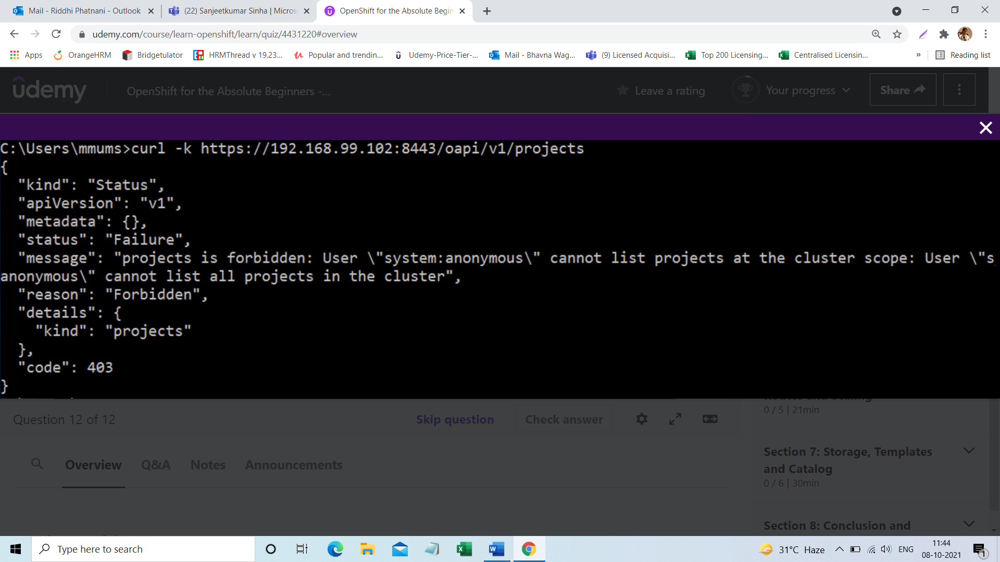 Mail - Riddhi Phatnani - Outlook
(22) Sanjeetkumar Sinha | Micros
OpenShift for the Absolute Begin
udemy.com/course/learn-openshift/learn/quiz/4431220#overview
Apps
OrangeHRM
Bridgetulator
HRMThread v 19.23...
Popular and trendin...
Udemy-Price-Tier-...
Mail - Bhavna Wag...
(9) Licensed Acquisi...
Top 200 Licensing...
Centralised Licensin...
»
Reading list
udemy
OpenShift for the Absolute Beginners -...
Leave a rating
Your progress
Share
C:\Users\mmums>curl -k https://192.168.99.102:8443/oapi/v1/projects
{
"kind": "Status",
"apiVersion": "v1",
"metadata": {},
"status": "Failure",
"message": "projects is forbidden: User \"system:anonymous\" cannot list projects at the cluster scope: User \"s
anonymous\" cannot list all projects in the cluster",
"reason": "Forbidden",
"details": {
"kind": "projects"
},
"code": 403
}
0 / 5 | 21min
Question 12 of 12
Skip question
Check answer
Section 7: Storage, Templates
and Catalog
0 / 6 | 30min
Overview
Q&A
Notes
Announcements
Section 8: Conclusion and
Type here to search
31°C Haze
ENG
11:44
08-10-2021
1